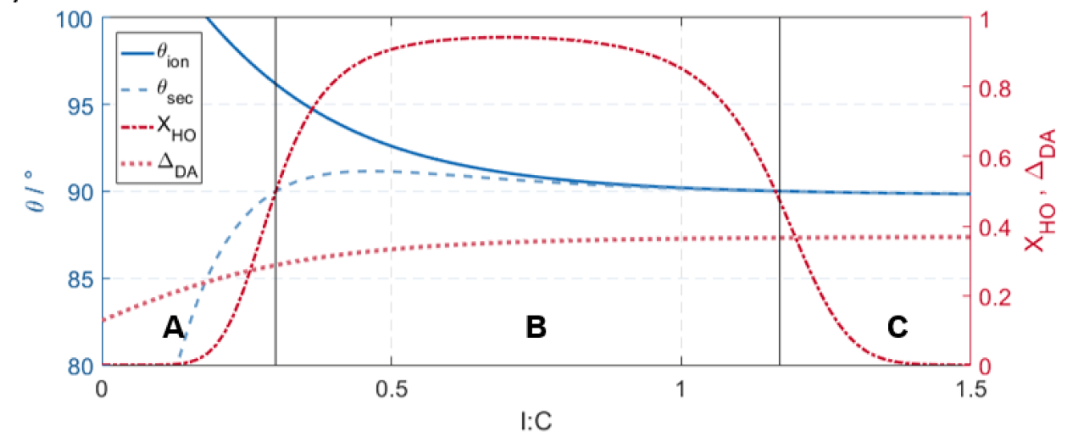 100
95
90
85
80
θ / °
θion
θsec
XHO
ΔDA
A
B
C
1
0.8
0.6
0.4
0.2
0
XHO , ΔDA
0 0.5 1 1.5
I:C